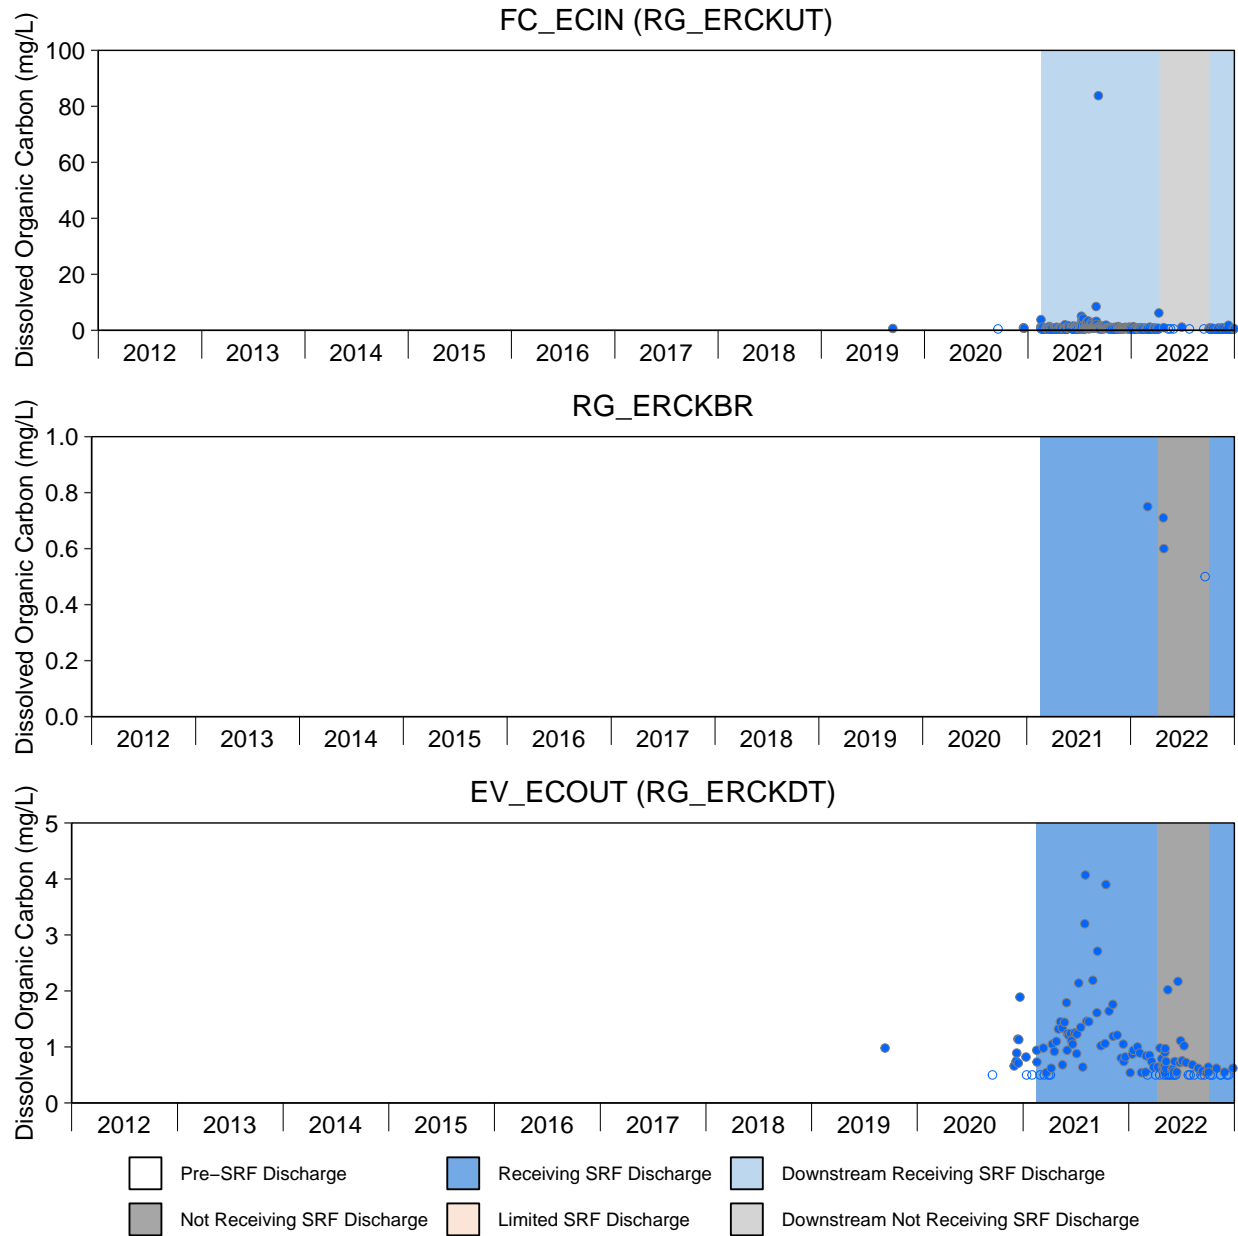 FC_ECIN (RG_ERCKUT)
Dissolved Organic Carbon (mg/L)
100
80
60
40
20
0
2012 2013 2014 2015 2016 2017 2018 2019 2020 2021 2022
RG_ERCKBR
Dissolved Organic Carbon (mg/L)
1.0
0.8
0.6
0.4
0.2
0.0
2012 2013 2014 2015 2016 2017 2018 2019 2020 2021 2022
EV_ECOUT (RG_ERCKDT)
Dissolved Organic Carbon (mg/L)
5
4
3
2
1
0
2012 2013 2014 2015 2016 2017 2018 2019 2020 2021 2022
Pre−SRF Discharge Receiving SRF Discharge Downstream Receiving SRF Discharge
Not Receiving SRF Discharge Limited SRF Discharge Downstream Not Receiving SRF Discharge